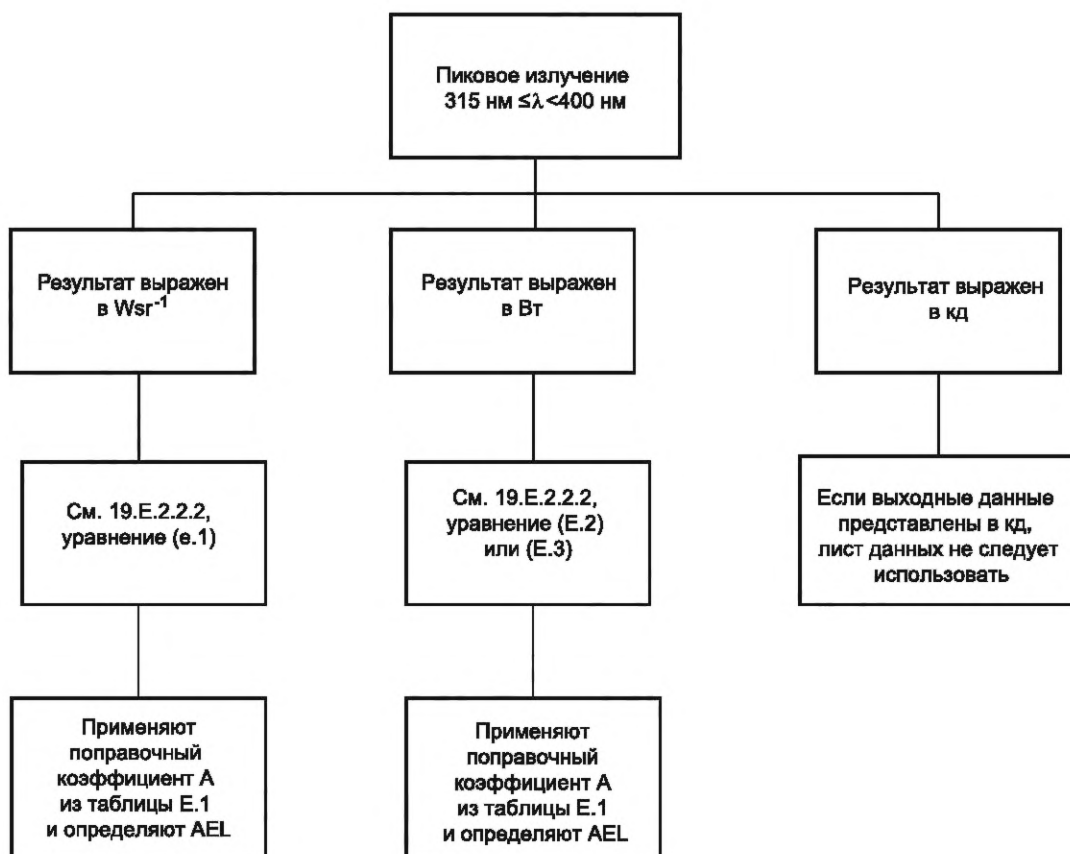 Пиковое излучение
315 нм ≤λ<400 нм
Результат выражен
в Wsr⁻¹
Результат выражен
в Вт
Результат выражен
в кд
См. 19.Е.2.2.2,
уравнение (е.1)
См. 19.Е.2.2.2,
уравнение (Е.2)
или (Е.3)
Если выходные данные
представлены в кд,
лист данных не следует
использовать
Применяют
поправочный
коэффициент А
из таблицы Е.1
и определяют AEL
Применяют
поправочный
коэффициент А
из таблицы Е.1
и определяют AEL